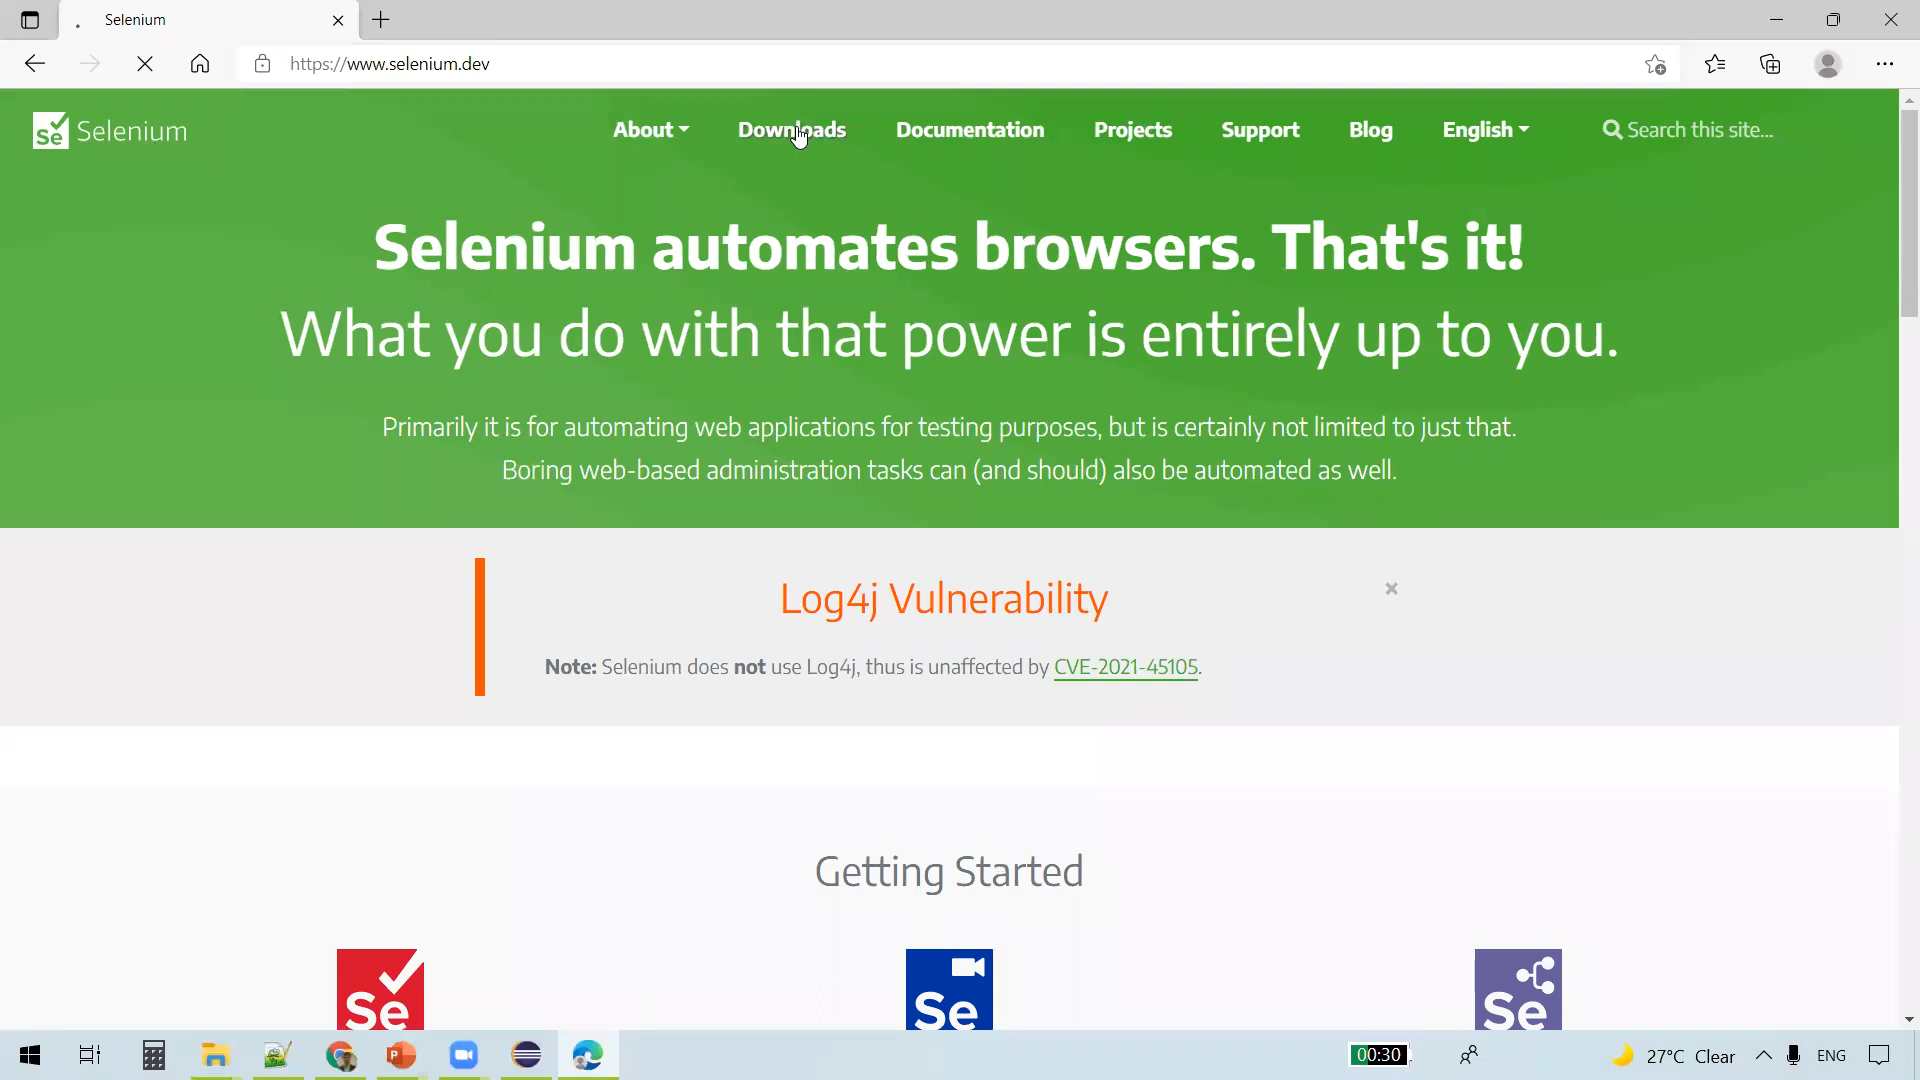 Selenium
https://www.selenium.dev
Se Selenium
About Downloads Documentation Projects Support Blog English Search this site...
Selenium automates browsers. That's it!
What you do with that power is entirely up to you.
Primarily it is for automating web applications for testing purposes, but is certainly not limited to just that.
Boring web-based administration tasks can (and should) also be automated as well.
Log4j Vulnerability
Note: Selenium does not use Log4j, thus is unaffected by CVE-2021-45105.
Getting Started
Se Se Se
00:30 27°C Clear ENG